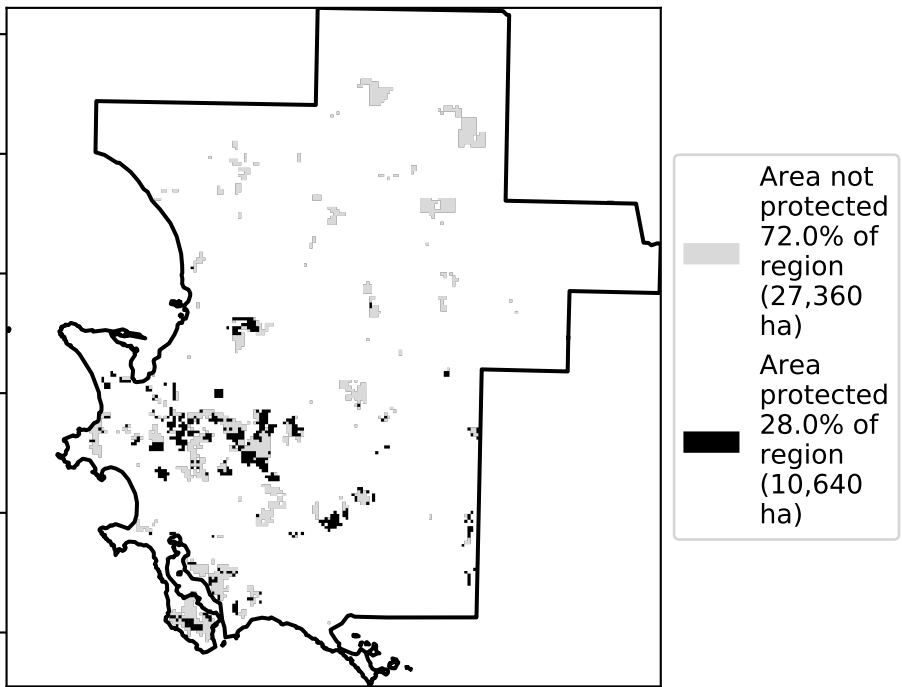 Area not
protected
72.0% of
region
(27,360
ha)
Area
protected
28.0% of
region
(10,640
ha)